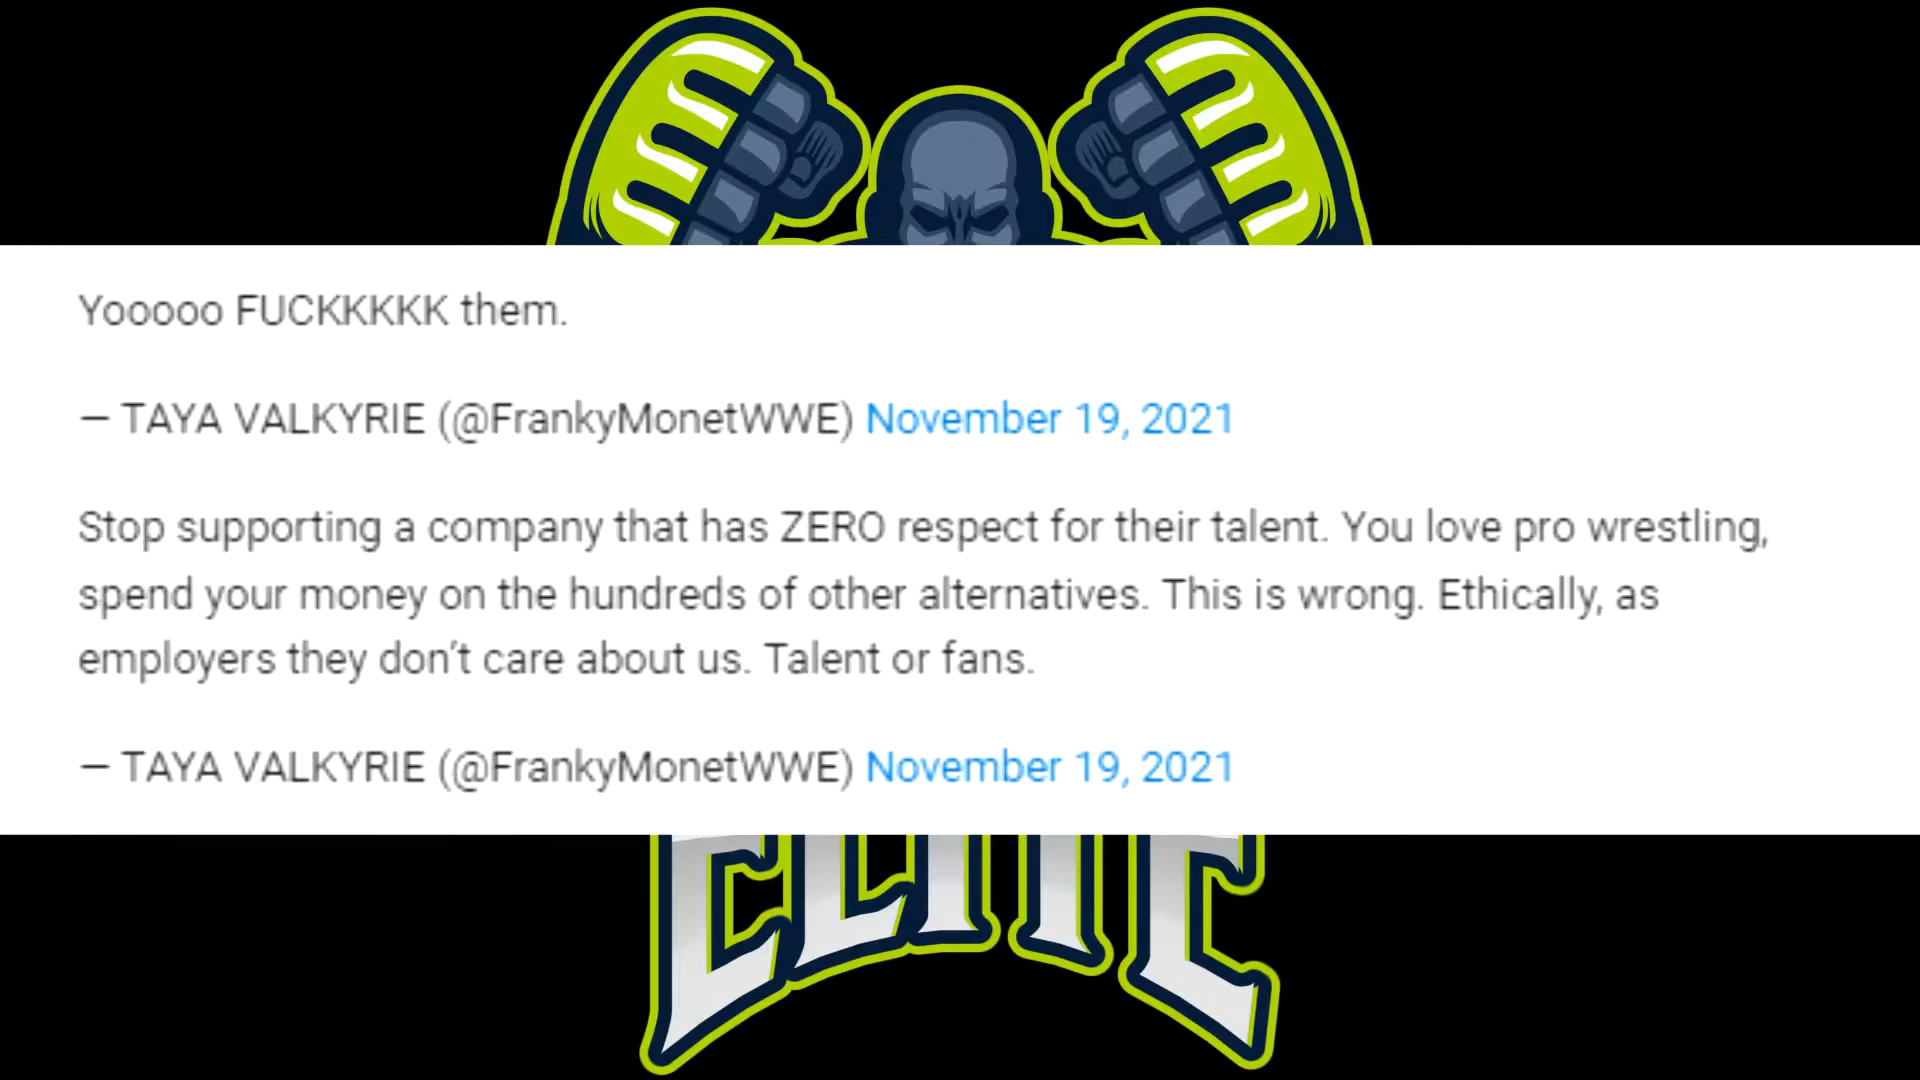 Yooooo FUCKKKKK them.
— TAYA VALKYRIE (@FrankyMonetWWE) November 19, 2021
Stop supporting a company that has ZERO respect for their talent. You love pro wrestling,
spend your money on the hundreds of other alternatives. This is wrong. Ethically, as
employers they don’t care about us. Talent or fans.
— TAYA VALKYRIE (@FrankyMonetWWE) November 19, 2021
ELITE